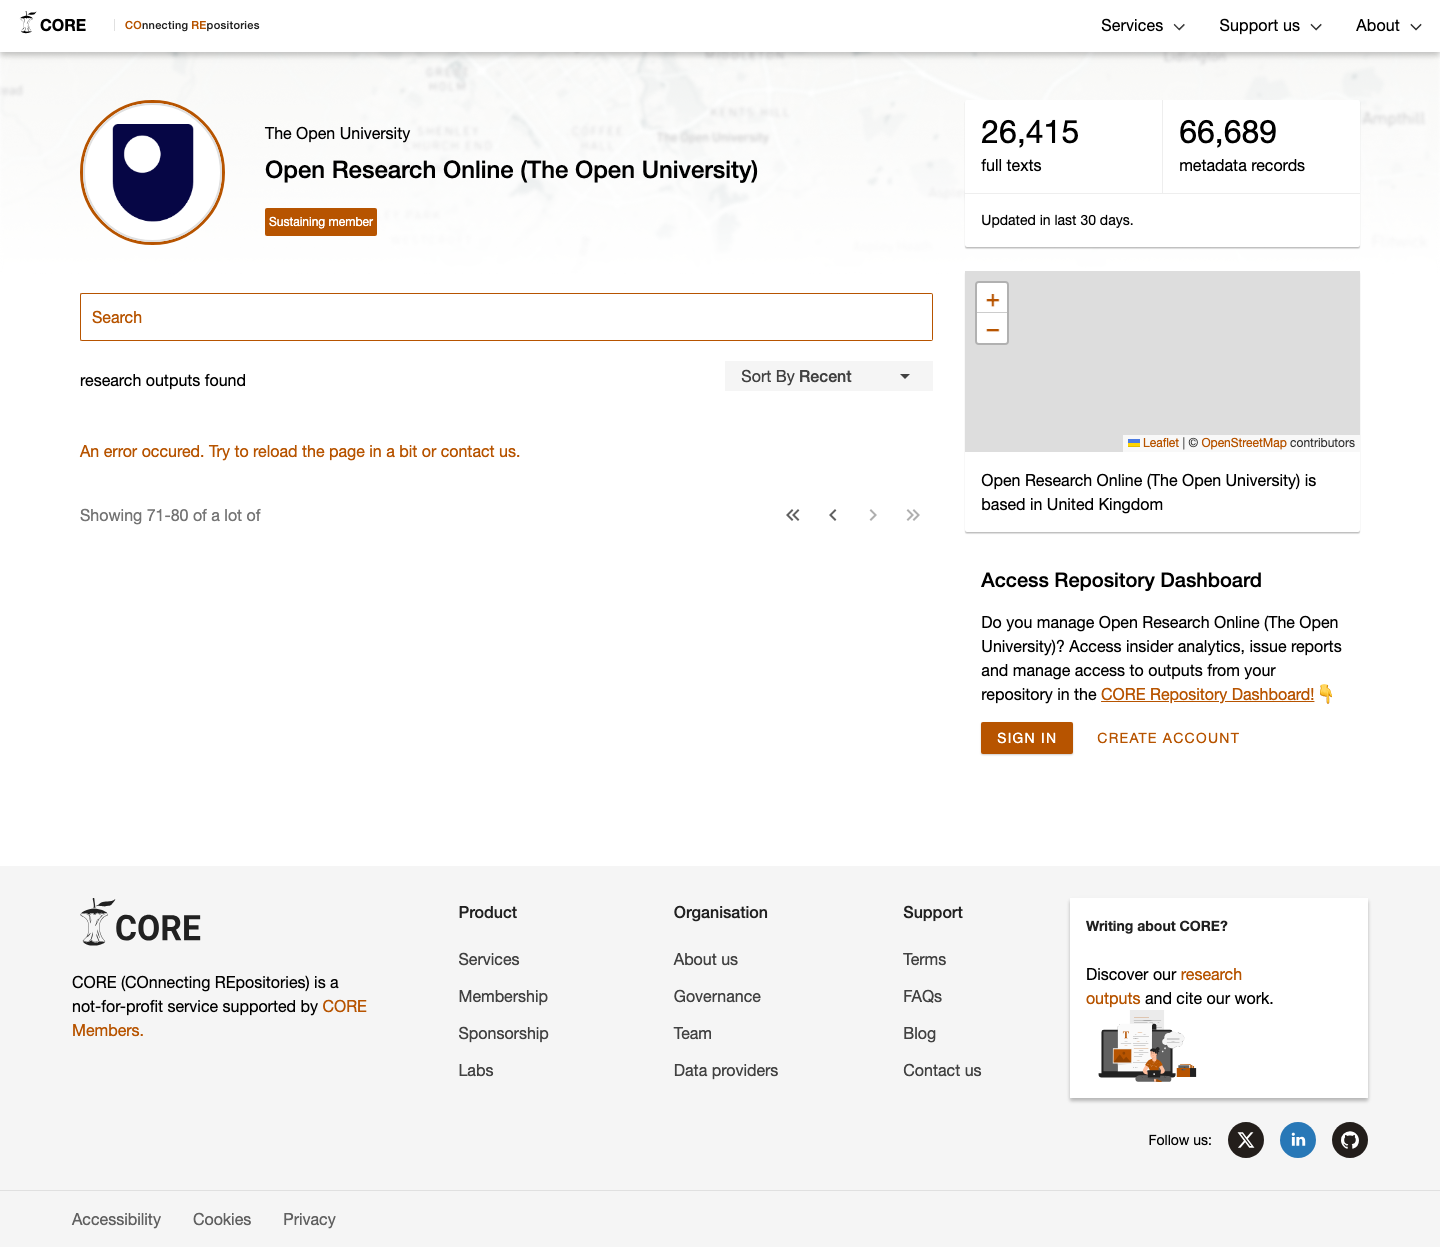 CORE
COnnecting REpositories
Services
Support us
About
The Open University
Open Research Online (The Open University)
Sustaining member
26,415
full texts
66,689
metadata records
Updated in last 30 days.
Search
research outputs found
Sort By Recent
An error occured. Try to reload the page in a bit or contact us.
Showing 71-80 of a lot of
+
−
Leaflet | © OpenStreetMap contributors
Open Research Online (The Open University) is
based in United Kingdom
Access Repository Dashboard
Do you manage Open Research Online (The Open
University)? Access insider analytics, issue reports
and manage access to outputs from your
repository in the CORE Repository Dashboard! 👇
SIGN IN
CREATE ACCOUNT
CORE
CORE (COnnecting REpositories) is a
not-for-profit service supported by CORE
Members.
Product
Services
Membership
Sponsorship
Labs
Organisation
About us
Governance
Team
Data providers
Support
Terms
FAQs
Blog
Contact us
Writing about CORE?
Discover our research
outputs and cite our work.
Follow us:
Accessibility
Cookies
Privacy